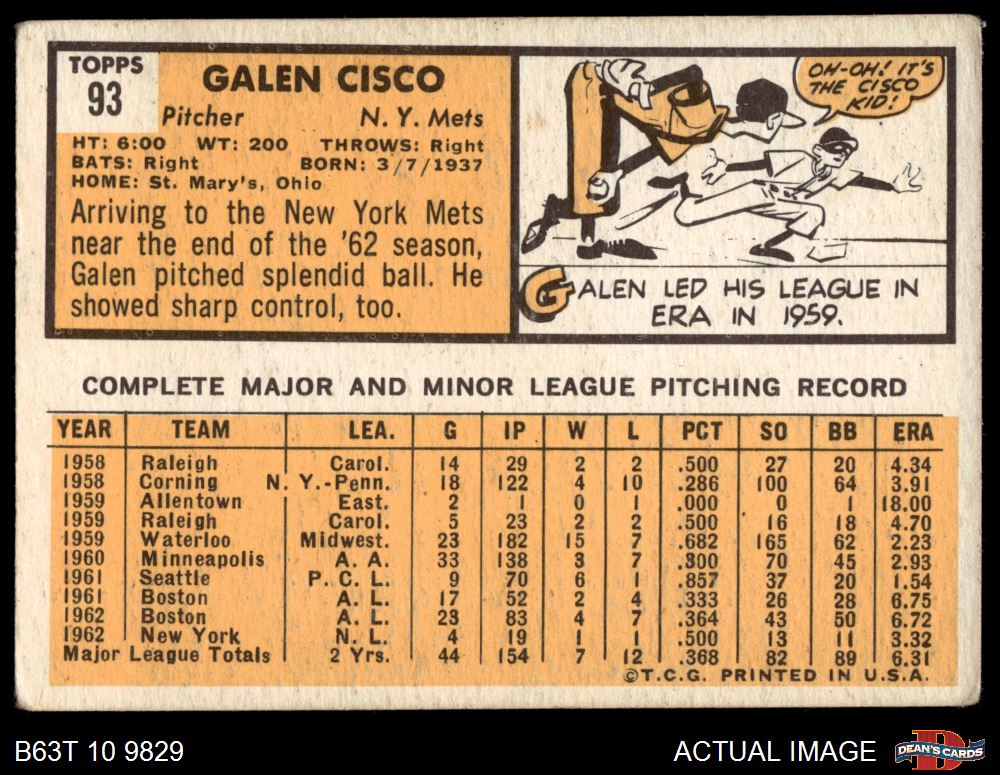 TOPPS
93
GALEN CISCO
Pitcher N. Y. Mets
HT: 6:00 WT: 200 THROWS: Right
BATS: Right BORN: 3/7/1937
HOME: St. Mary's, Ohio
Arriving to the New York Mets
near the end of the '62 season,
Galen pitched splendid ball. He
showed sharp control, too.
OH-OH! IT'S
THE CISCO
KID!
GALEN LED HIS LEAGUE IN
ERA IN 1959.
COMPLETE MAJOR AND MINOR LEAGUE PITCHING RECORD
YEAR TEAM LEA. G IP W L PCT SO BB ERA
1958 Raleigh Carol. 14 29 2 2 .500 27 20 4.34
1958 Corning N. Y.-Penn. 18 122 4 10 .286 100 64 3.91
1959 Allentown East. 2 1 0 1 .000 0 1 18.00
1959 Raleigh Carol. 5 23 2 2 .500 16 18 4.70
1959 Waterloo Midwest. 23 182 15 7 .682 165 62 2.23
1960 Minneapolis A. A. 33 138 3 7 .300 70 45 2.93
1961 Seattle P. C. L. 9 70 6 1 .857 37 20 1.54
1961 Boston A. L. 17 52 2 4 .333 26 28 6.75
1962 Boston A. L. 23 83 4 7 .364 43 50 6.72
1962 New York N. L. 4 19 1 1 .500 13 11 3.32
Major League Totals 2 Yrs. 44 154 7 12 .368 82 89 6.31
©T.C.G. PRINTED IN U.S.A.
B63T 10 9829 ACTUAL IMAGE
D
DEAN'S CARDS